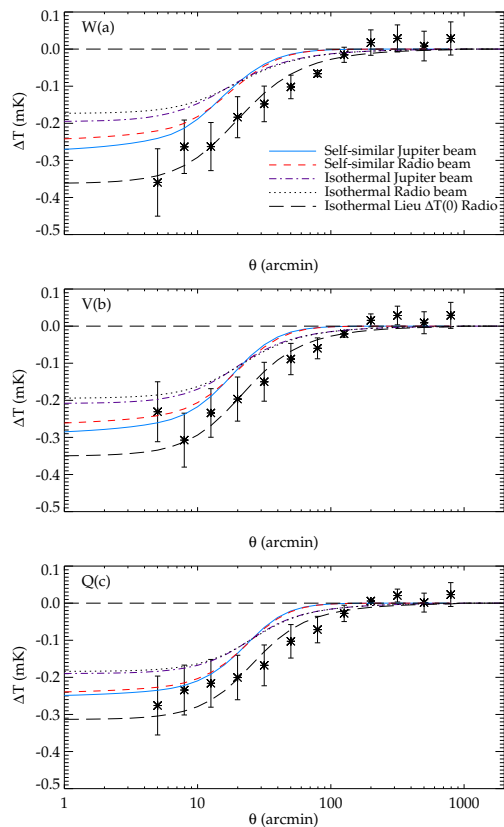 W(a)
0.1
0.0
-0.1
-0.2
-0.3
-0.4
-0.5
ΔT (mK)
Self-similar Jupiter beam
Self-similar Radio beam
Isothermal Jupiter beam
Isothermal Radio beam
Isothermal Lieu ΔT(0) Radio
θ (arcmin)
V(b)
0.1
0.0
-0.1
-0.2
-0.3
-0.4
-0.5
ΔT (mK)
θ (arcmin)
Q(c)
0.1
0.0
-0.1
-0.2
-0.3
-0.4
-0.5
ΔT (mK)
1 10 100 1000
θ (arcmin)